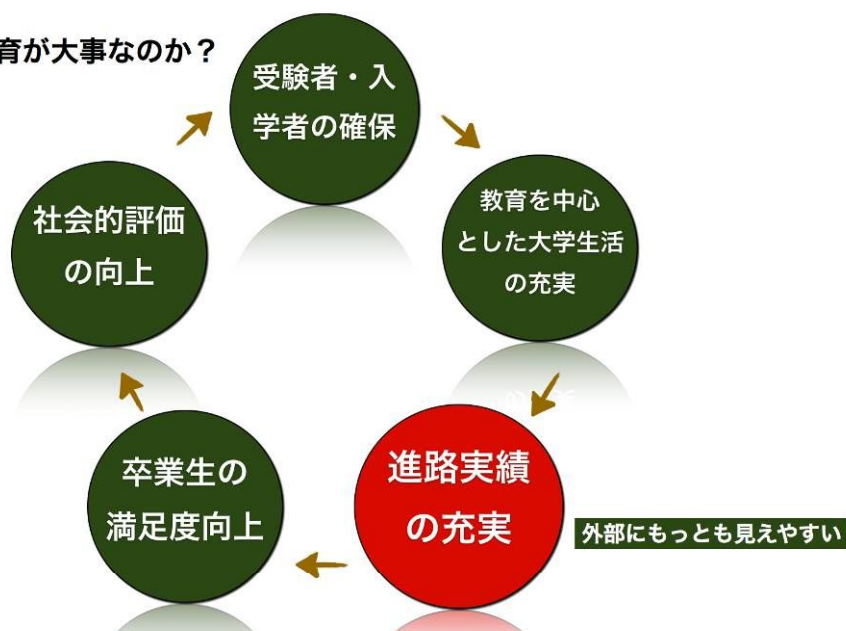 育が大事なのか？
受験者・入
学者の確保
教育を中心
とした大学生活
の充実
進路実績
の充実
外部にもっとも見えやすい
卒業生の
満足度向上
社会的評価
の向上